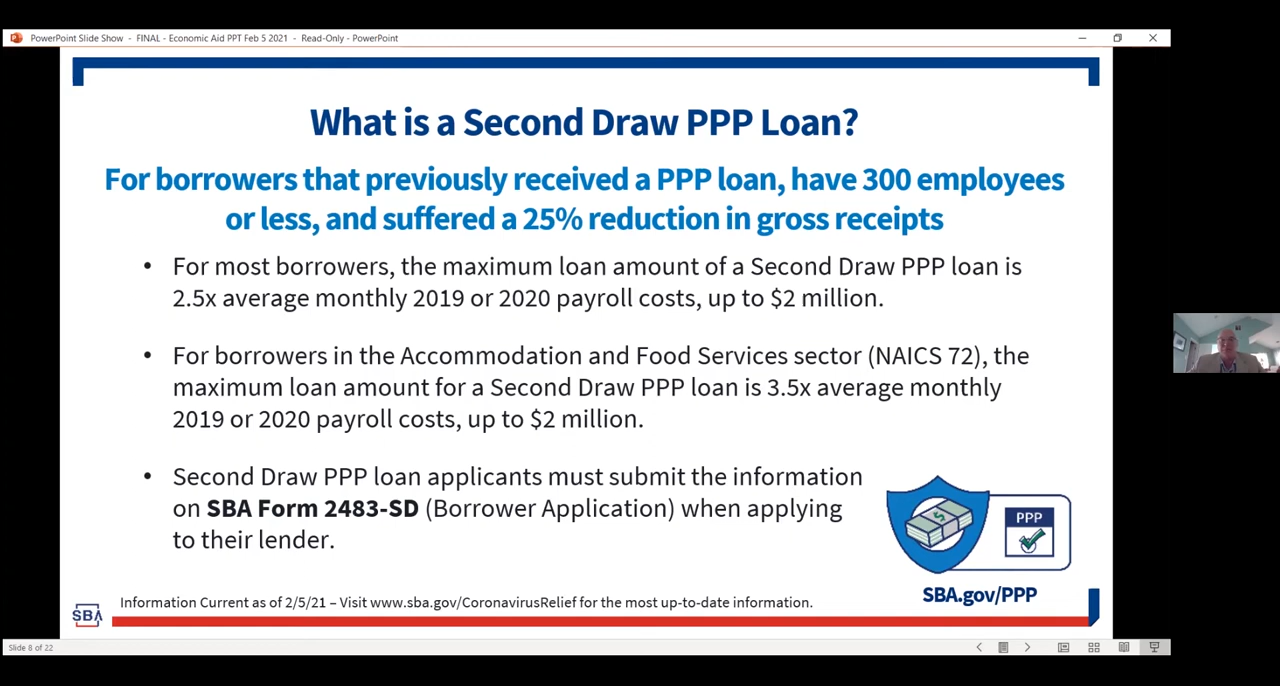 PowerPoint Slide Show - FINAL - Economic Aid PPT Feb 5 2021 - Read-Only - PowerPoint
What is a Second Draw PPP Loan?
For borrowers that previously received a PPP loan, have 300 employees
or less, and suffered a 25% reduction in gross receipts
• For most borrowers, the maximum loan amount of a Second Draw PPP loan is
2.5x average monthly 2019 or 2020 payroll costs, up to $2 million.
• For borrowers in the Accommodation and Food Services sector (NAICS 72), the
maximum loan amount for a Second Draw PPP loan is 3.5x average monthly
2019 or 2020 payroll costs, up to $2 million.
• Second Draw PPP loan applicants must submit the information
on SBA Form 2483-SD (Borrower Application) when applying
to their lender.
$
PPP
SBA.gov/PPP
Information Current as of 2/5/21 – Visit www.sba.gov/CoronavirusRelief for the most up-to-date information.
SBA
Slide 8 of 22